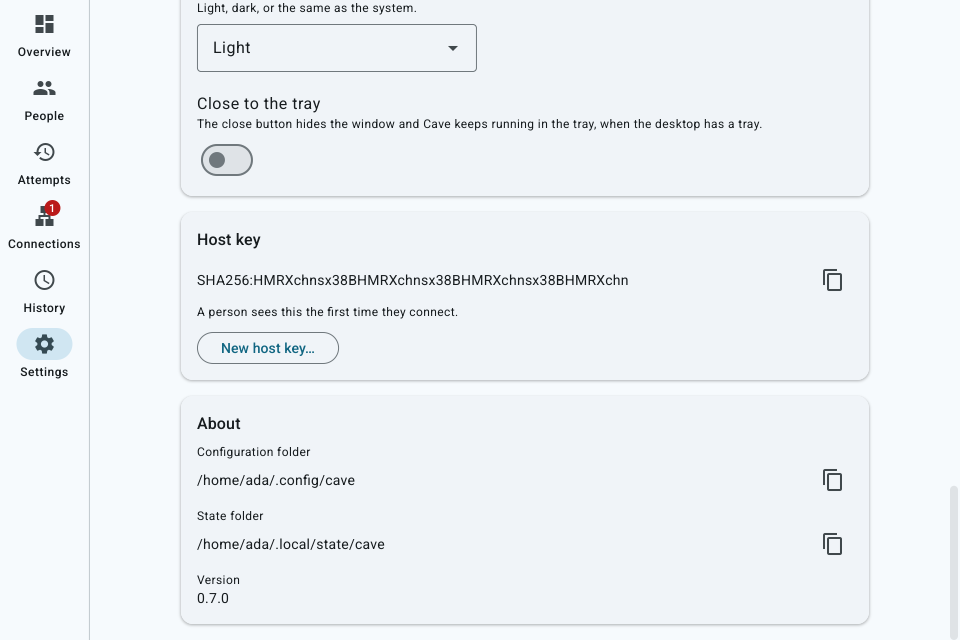 Light, dark, or the same as the system.
Light
Close to the tray
The close button hides the window and Cave keeps running in the tray, when the desktop has a tray.
Host key
SHA256:HMRXchnsx38BHMRXchnsx38BHMRXchnsx38BHMRXchn
A person sees this the first time they connect.
New host key…
About
Configuration folder
/home/ada/.config/cave
State folder
/home/ada/.local/state/cave
Version
0.7.0
Overview
People
Attempts
1
Connections
History
Settings